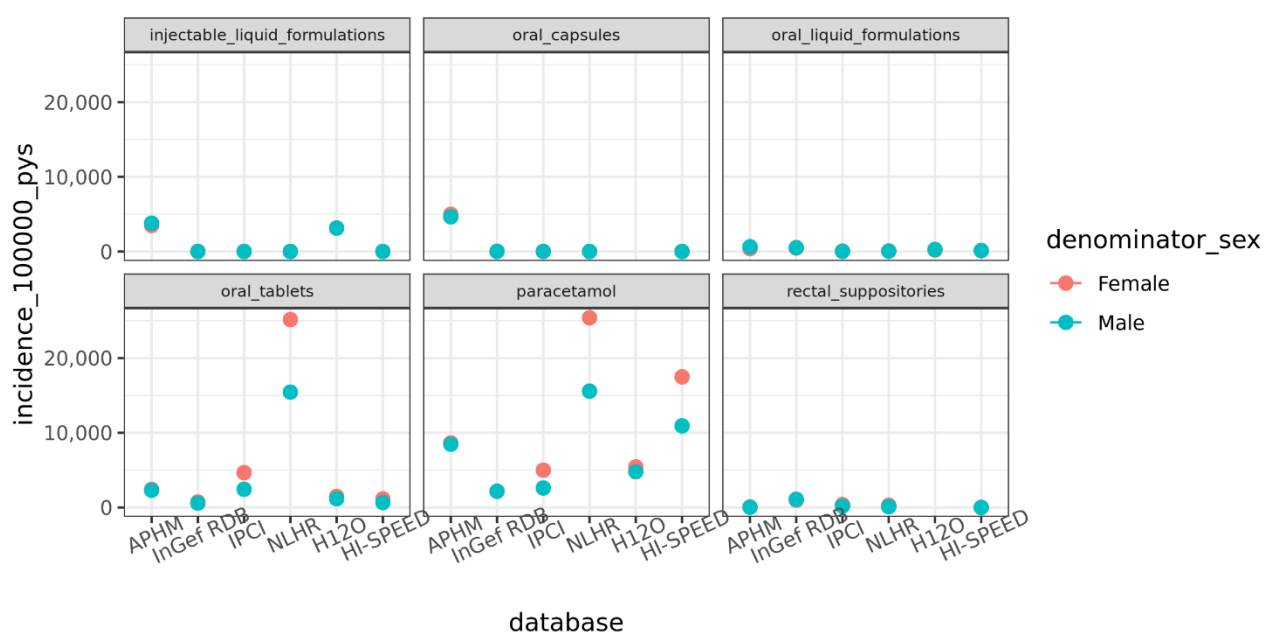 injectable_liquid_formulations
oral_capsules
oral_liquid_formulations
20,000
10,000
0
oral_tablets
paracetamol
rectal_suppositories
20,000
10,000
0
incidence_100000_pys
APHM
InGef RDB
IPCI
NLHR
H12O
HI-SPEED
APHM
InGef RDB
IPCI
NLHR
H12O
HI-SPEED
APHM
InGef RDB
IPCI
NLHR
H12O
HI-SPEED
database
denominator_sex
Female
Male